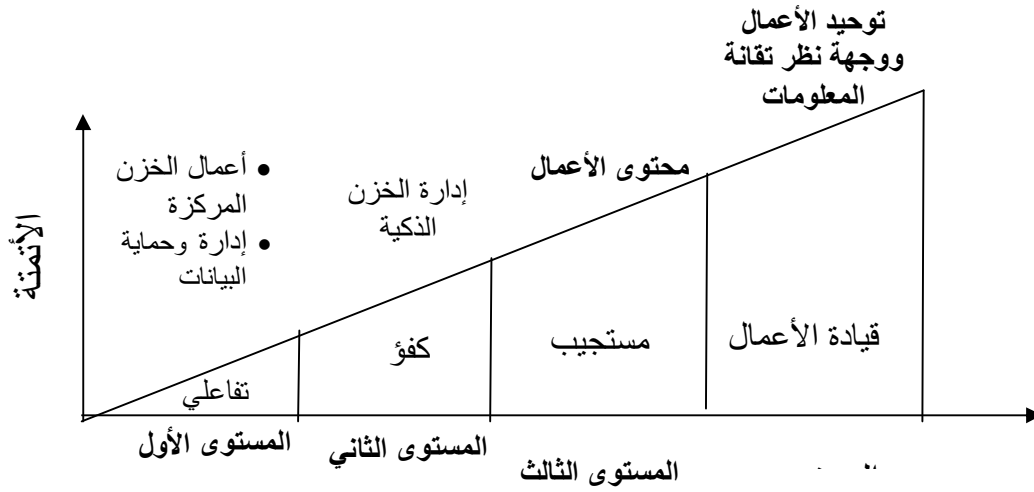 توحيد الأعمال
ووجهة نظر تقانة
المعلومات
• أعمال الخزن
المركزة
• إدارة وحماية
البيانات
إدارة الخزن
الذكية
محتوى الأعمال
الأتمتة
تفاعلي
كفؤ
مستجيب
قيادة الأعمال
المستوى الأول
المستوى الثاني
المستوى الثالث